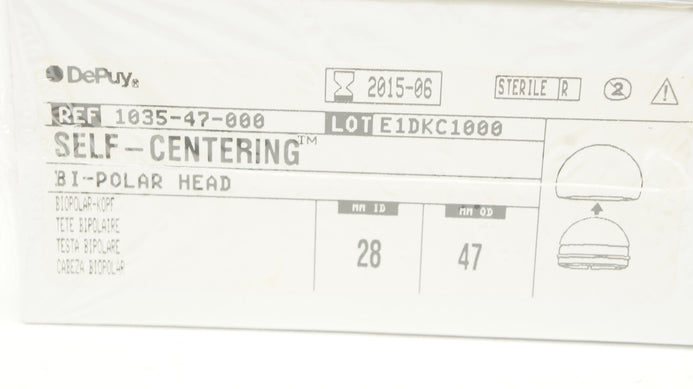 DePuy®
2015-06
STERILE R
2
REF 1035-47-000
LOT E1DKC1000
SELF-CENTERING™
BI-POLAR HEAD
BIOPOLAR-KOPF
TETE BIPOLAIRE
TESTA BIPOLARE
CABEZA BIOPOLAR
MM ID
MM OD
28
47